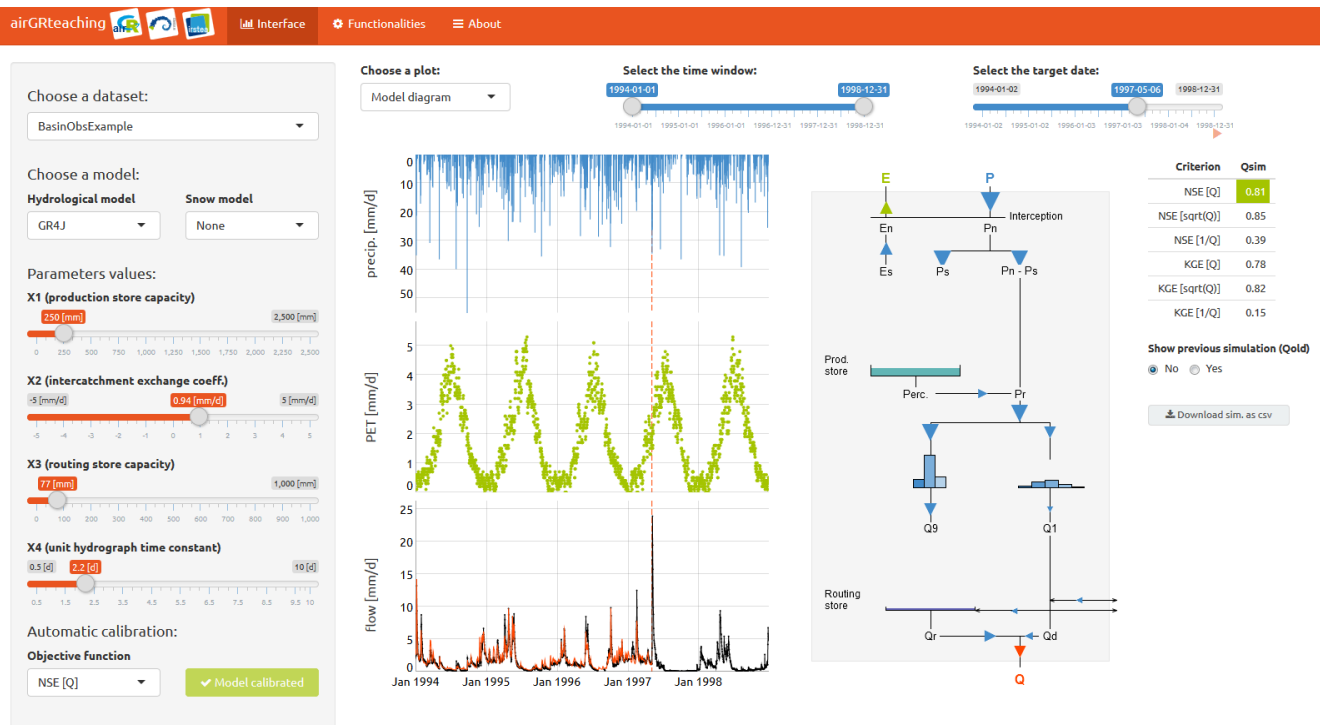 airGRteaching airGR irstea Interface Functionalities About
Choose a dataset:
BasinObsExample
Choose a model:
Hydrological model Snow model
GR4J None
Parameters values:
X1 (production store capacity)
250 [mm] 2,500 [mm]
0 250 500 750 1,000 1,250 1,500 1,750 2,000 2,250 2,500
X2 (intercatchment exchange coeff.)
-5 [mm/d] 0.94 [mm/d] 5 [mm/d]
-5 -4 -3 -2 -1 0 1 2 3 4 5
X3 (routing store capacity)
77 [mm] 1,000 [mm]
0 100 200 300 400 500 600 700 800 900 1,000
X4 (unit hydrograph time constant)
0.5 [d] 2.2 [d] 10 [d]
0.5 1.5 2.5 3.5 4.5 5.5 6.5 7.5 8.5 9.5 10
Automatic calibration:
Objective function
NSE [Q] Model calibrated
Choose a plot:
Model diagram
Select the time window:
1994-01-01 1998-12-31
1994-01-01 1995-01-01 1996-01-01 1996-12-31 1997-12-31 1998-12-31
Select the target date:
1994-01-02 1997-05-06 1998-12-31
1994-01-02 1995-01-02 1996-01-03 1997-01-03 1998-01-04 1998-12-31
precip. [mm/d]
0
10
20
30
40
50
PET [mm/d]
5
4
3
2
1
0
flow [mm/d]
25
20
15
10
5
0
Jan 1994 Jan 1995 Jan 1996 Jan 1997 Jan 1998
E P
Interception
En Pn
Es Ps Pn - Ps
Prod.
store
Perc. Pr
Q9 Q1
Routing
store
Qr Qd
Q
Criterion Qsim
NSE [Q] 0.81
NSE [sqrt(Q)] 0.85
NSE [1/Q] 0.39
KGE [Q] 0.78
KGE [sqrt(Q)] 0.82
KGE [1/Q] 0.15
Show previous simulation (Qold)
No Yes
Download sim. as csv